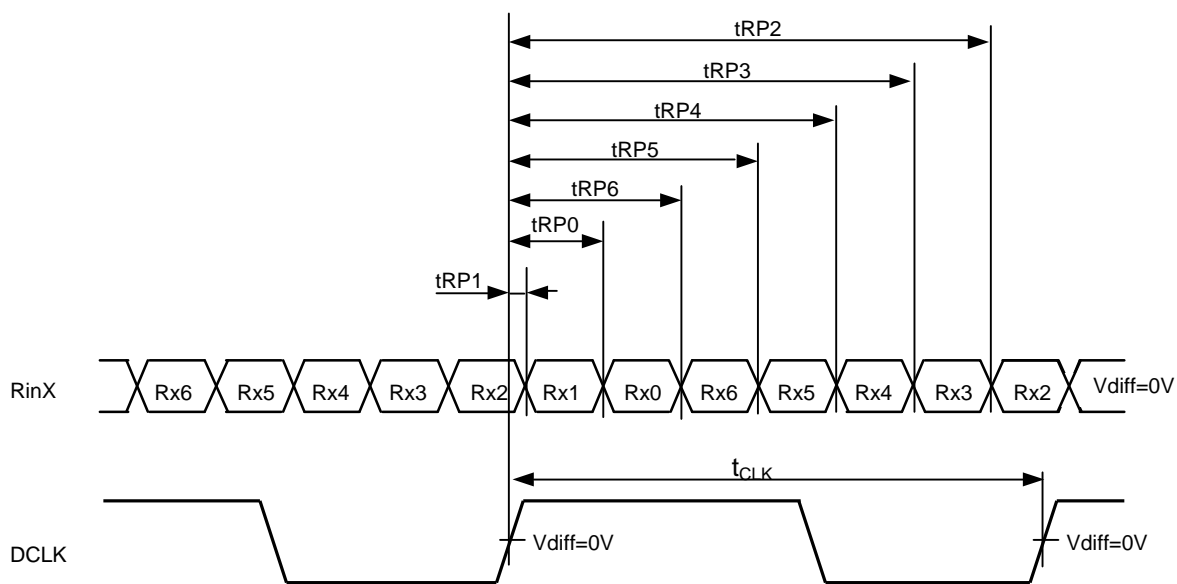 tRP2
tRP3
tRP4
tRP5
tRP6
tRP0
tRP1
RinX Rx6 Rx5 Rx4 Rx3 Rx2 Rx1 Rx0 Rx6 Rx5 Rx4 Rx3 Rx2 Vdiff=0V
tCLK
DCLK Vdiff=0V Vdiff=0V